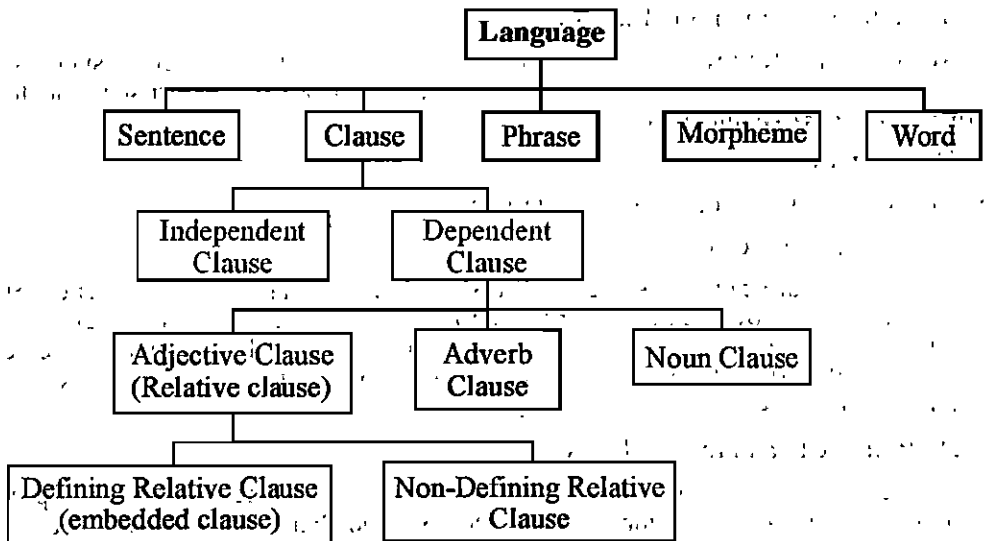 Language
Sentence
Clause
Phrase
Morpheme
Word
Independent
Clause
Dependent
Clause
Adjective Clause
(Relative clause)
Adverb
Clause
Noun Clause
Defining Relative Clause
(embedded clause)
Non-Defining Relative
Clause